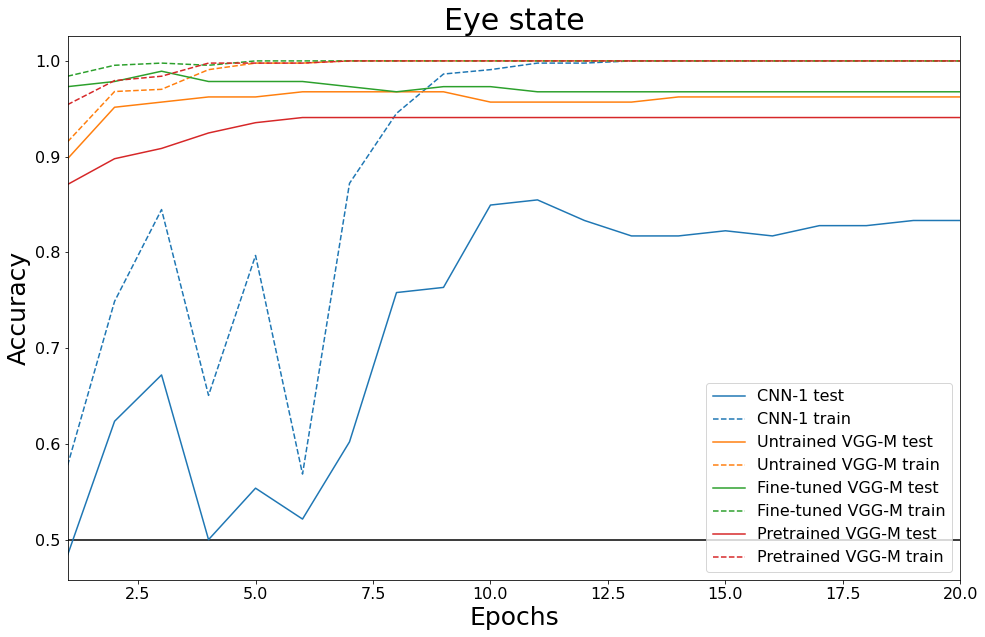 Eye state
Accuracy
1.0
0.9
0.8
0.7
0.6
0.5
CNN-1 test
CNN-1 train
Untrained VGG-M test
Untrained VGG-M train
Fine-tuned VGG-M test
Fine-tuned VGG-M train
Pretrained VGG-M test
Pretrained VGG-M train
2.5 5.0 7.5 10.0 12.5 15.0 17.5 20.0
Epochs